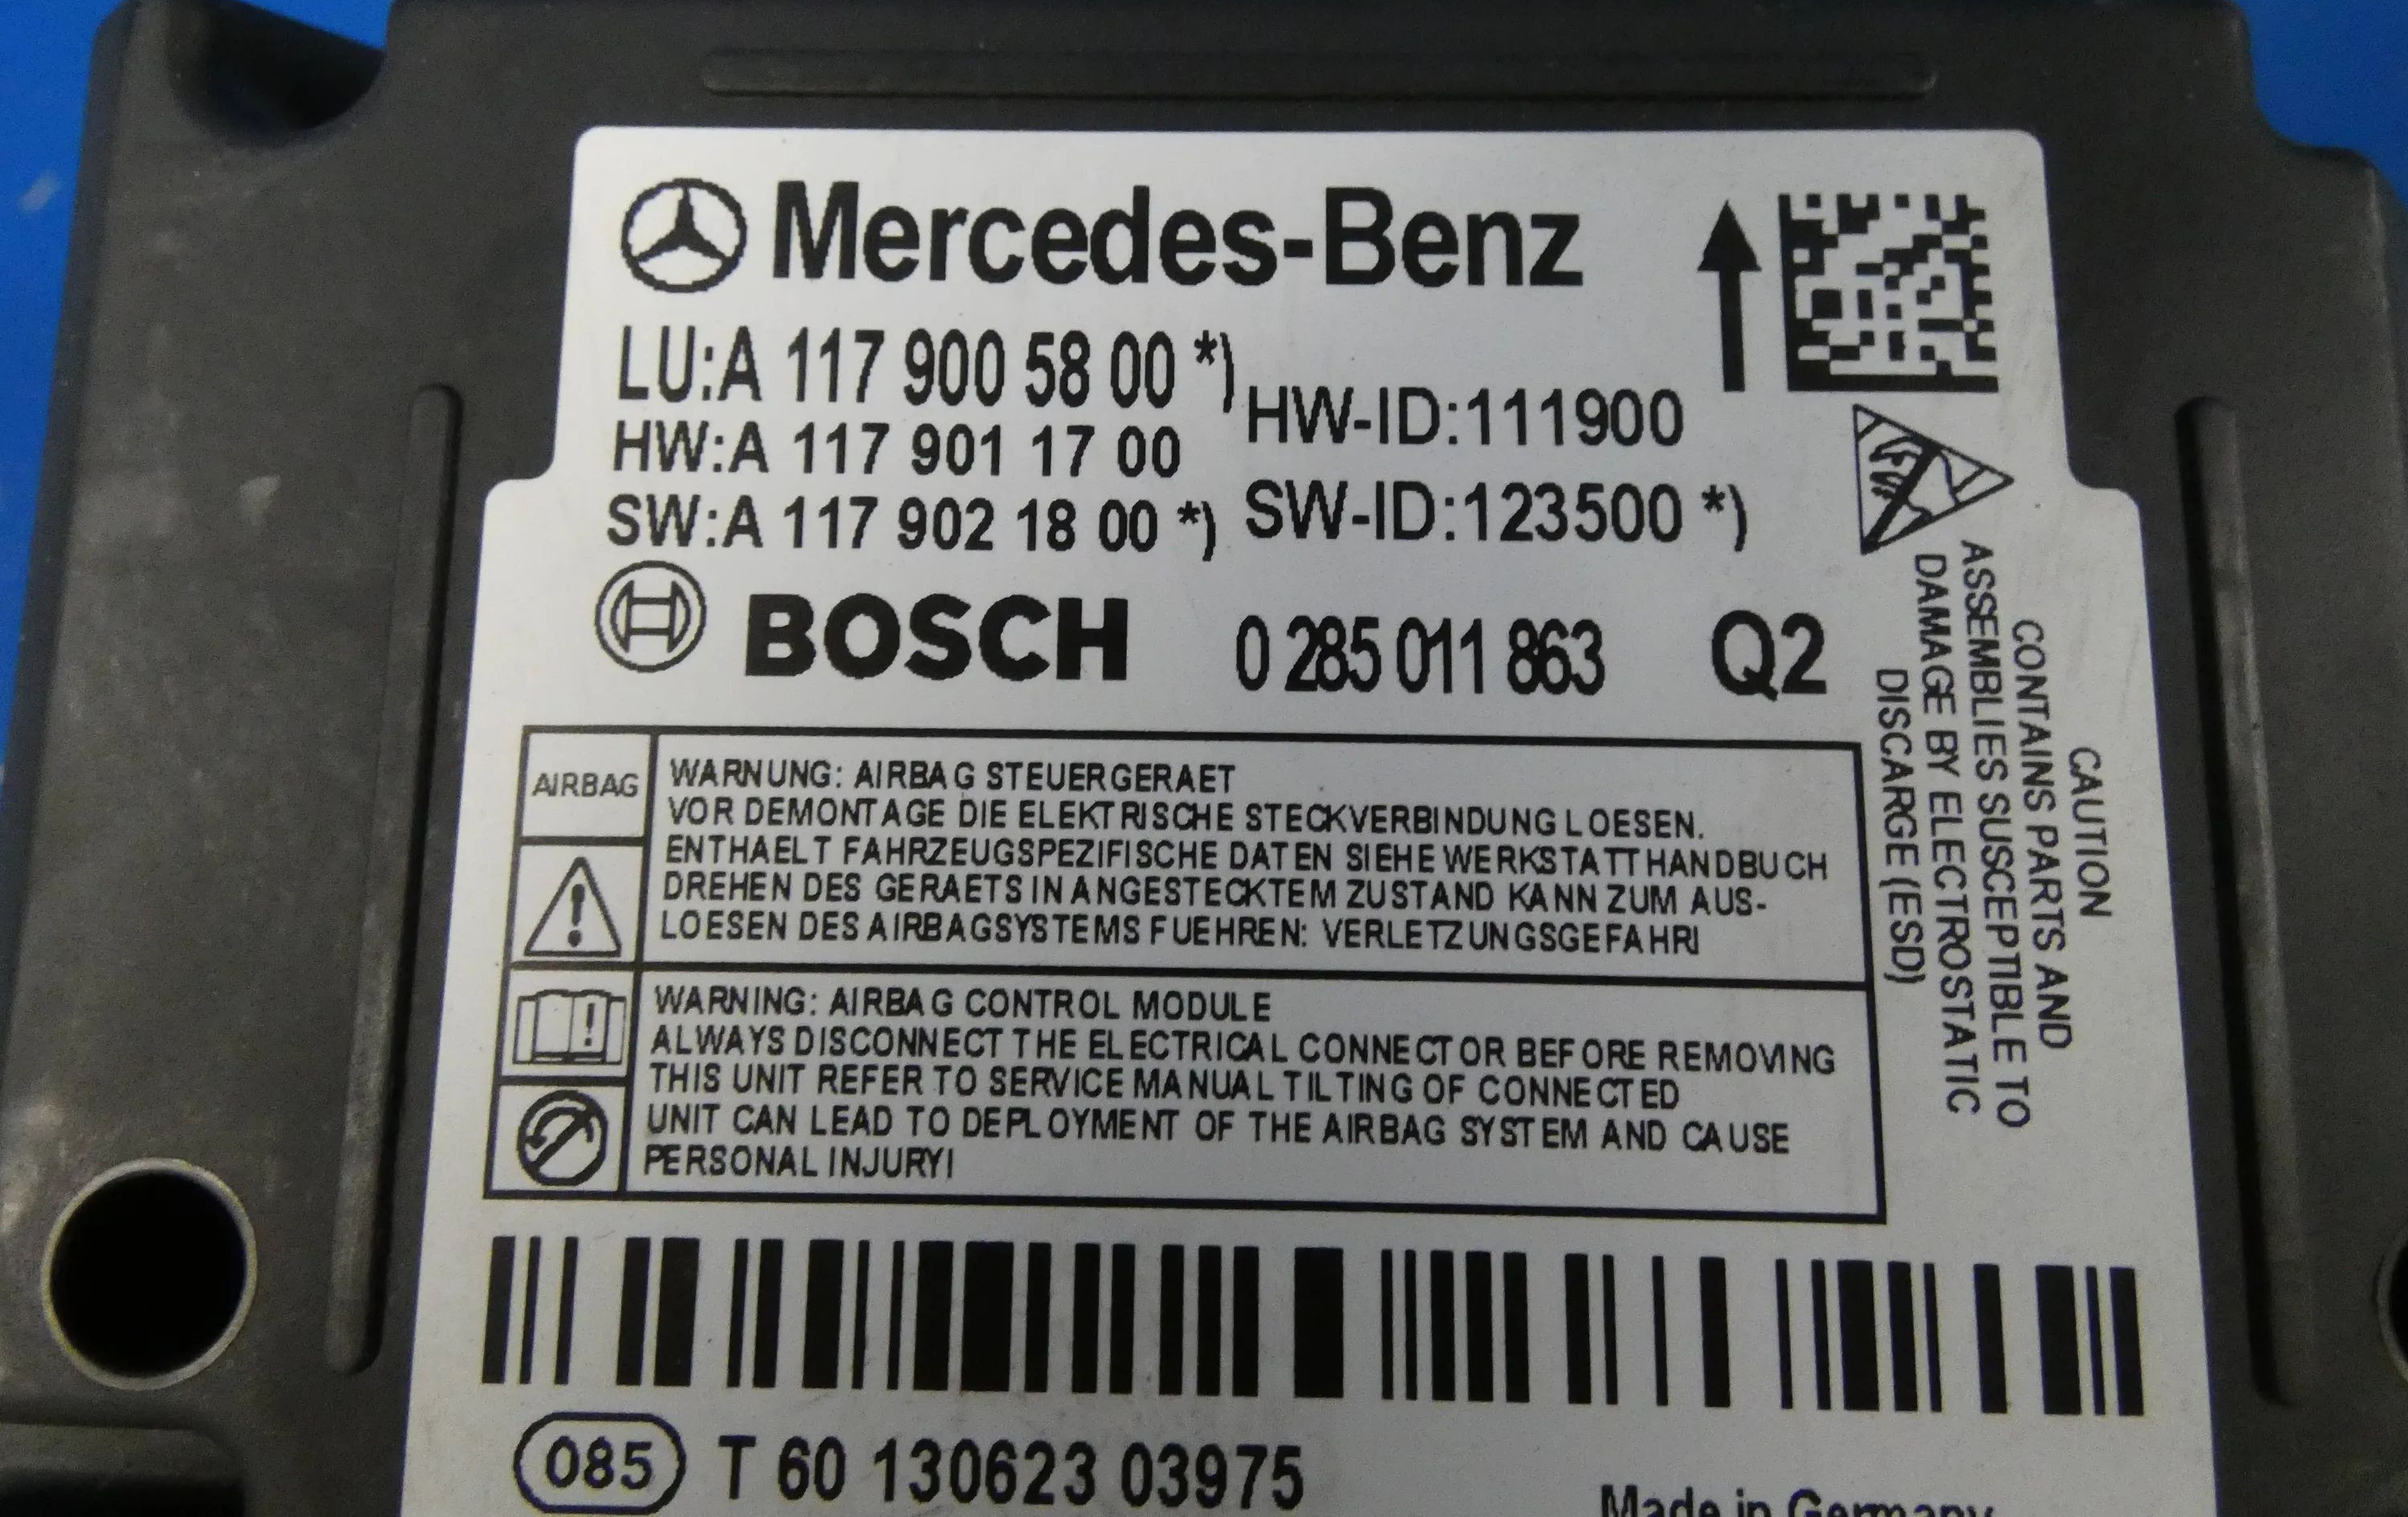 Mercedes-Benz
LU:A 117 900 58 00 *)
HW-ID:111900
HW:A 117 901 17 00
SW:A 117 902 18 00 *)
SW-ID:123500 *)
BOSCH 0 285 011 863 Q2
AIRBAG
WARNUNG: AIRBAG STEUERGERAET
VOR DEMONTAGE DIE ELEKTRISCHE STECKVERBINDUNG LOESEN.
ENTHAELT FAHRZEUGSPEZIFISCHE DATEN SIEHE WERKSTATTHANDBUCH
DREHEN DES GERAETS IN ANGESTECKTEM ZUSTAND KANN ZUM AUS-
LOESEN DES AIRBAGSYSTEMS FUEHREN: VERLETZUNGSGEFAHR!
WARNING: AIRBAG CONTROL MODULE
ALWAYS DISCONNECT THE ELECTRICAL CONNECTOR BEFORE REMOVING
THIS UNIT REFER TO SERVICE MANUAL TILTING OF CONNECTED
UNIT CAN LEAD TO DEPLOYMENT OF THE AIRBAG SYSTEM AND CAUSE
PERSONAL INJURY!
CAUTION
CONTAINS PARTS AND
ASSEMBLIES SUSCEPTIBLE TO
DAMAGE BY ELECTROSTATIC
DISCARGE (ESD)
085 T 60 130623 03975
Made in Germany